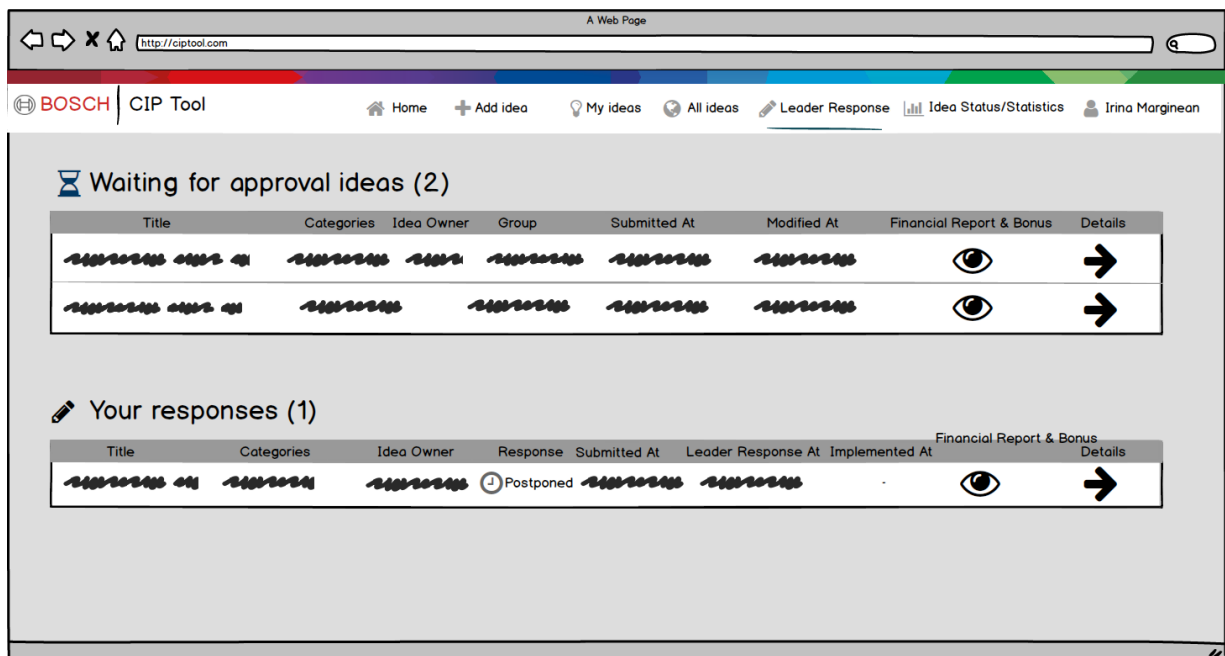 A Web Page
http://ciptool.com
BOSCH CIP Tool Home Add idea My ideas All ideas Leader Response Idea Status/Statistics Irina Marginean
Waiting for approval ideas (2)
Title Categories Idea Owner Group Submitted At Modified At Financial Report & Bonus Details
Your responses (1)
Title Categories Idea Owner Response Submitted At Leader Response At Implemented At Financial Report & Bonus Details
Postponed -